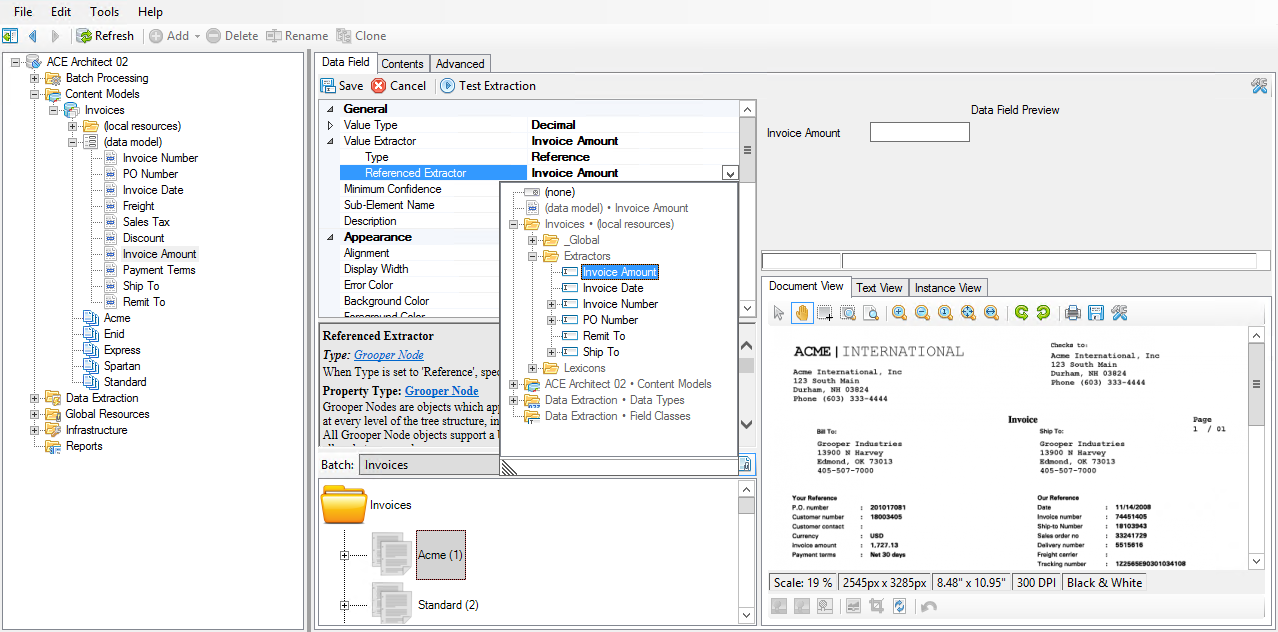 File Edit Tools Help
Refresh Add Delete Rename Clone
ACE Architect 02
Batch Processing
Content Models
Invoices
(local resources)
(data model)
Invoice Number
PO Number
Invoice Date
Freight
Sales Tax
Discount
Invoice Amount
Payment Terms
Ship To
Remit To
Acme
Enid
Express
Spartan
Standard
Data Extraction
Global Resources
Infrastructure
Reports
Data Field Contents Advanced
Save Cancel Test Extraction
General
Value Type Decimal
Value Extractor Invoice Amount
Type Reference
Referenced Extractor Invoice Amount
Minimum Confidence
Sub-Element Name
Description
Appearance
Alignment
Display Width
Error Color
Background Color
Foreground Color
(none)
(data model) • Invoice Amount
Invoices • (local resources)
_Global
Extractors
Invoice Amount
Invoice Date
Invoice Number
PO Number
Remit To
Ship To
Lexicons
ACE Architect 02 • Content Models
Data Extraction • Data Types
Data Extraction • Field Classes
Referenced Extractor
Type: Grooper Node
When Type is set to 'Reference', spec
Property Type: Grooper Node
Grooper Nodes are objects which app
at every level of the tree structure, in
All Grooper Node objects support a b
Batch: Invoices
Invoices
Acme (1)
Standard (2)
Data Field Preview
Invoice Amount
Document View Text View Instance View
ACME | INTERNATIONAL
Acme International, Inc
123 South Main
Durham, NH 03824
Phone (603) 333-4444
Checks to:
Acme International, Inc
123 South Main
Durham, NH 03824
Phone (603) 333-4444
Invoice
Page
1 / 01
Bill To:
Grooper Industries
13900 N Harvey
Edmond, OK 73013
405-507-7000
Ship To:
Grooper Industries
13900 N Harvey
Edmond, OK 73013
405-507-7000
Your Reference
P.O. number : 201017081
Customer number : 18003405
Customer contact :
Currency : USD
Invoice amount : 1,727.13
Payment terms : Net 30 days
Our Reference
Date : 11/14/2008
Invoice number : 74451405
Ship-to Number : 18103943
Sales order no : 33241729
Delivery number : 5515616
Freight carrier :
Tracking number : 1Z2565E90301034108
Scale: 19 % 2545px x 3285px 8.48" x 10.95" 300 DPI Black & White